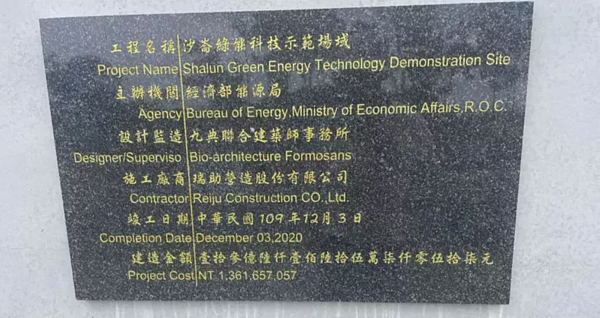 工程名稱 沙崙綠能科技示範場域
Project Name Shalun Green Energy Technology Demonstration Site
主辦機關 經濟部能源局
Agency Bureau of Energy,Ministry of Economic Affairs,R.O.C.
設計監造 九典聯合建築師事務所
Designer/Superviso Bio-architecture Formosans
施工廠商 瑞助營造股份有限公司
Contractor Reiju Construction CO.,Ltd.
竣工日期 中華民國109年12月3日
Completion Date December 03,2020
建造金額 壹拾參億陸仟壹佰陸拾伍萬柒仟零伍拾柒元
Project Cost NT 1,361,657,057